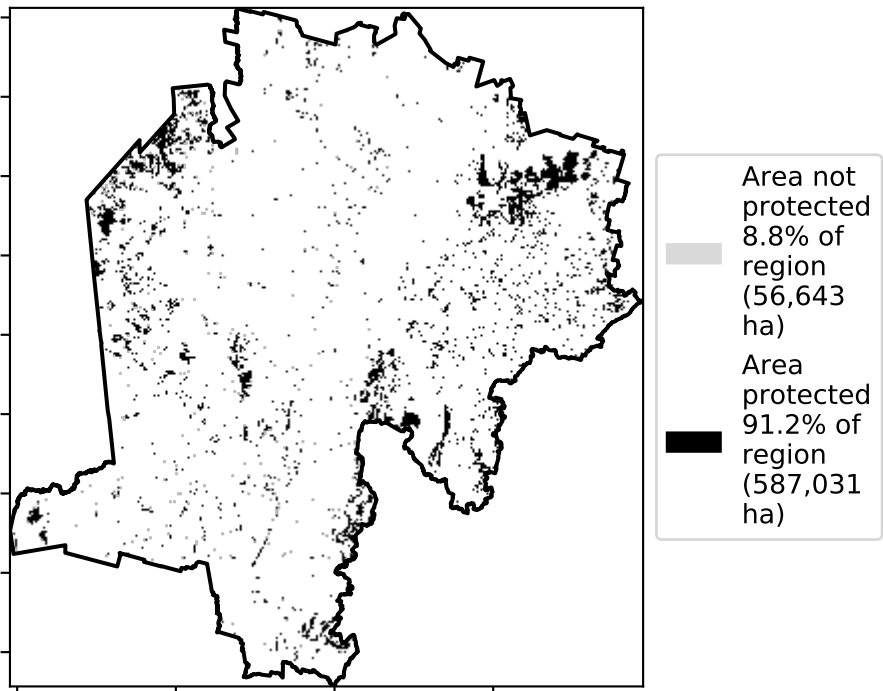 Area not
protected
8.8% of
region
(56,643
ha)
Area
protected
91.2% of
region
(587,031
ha)